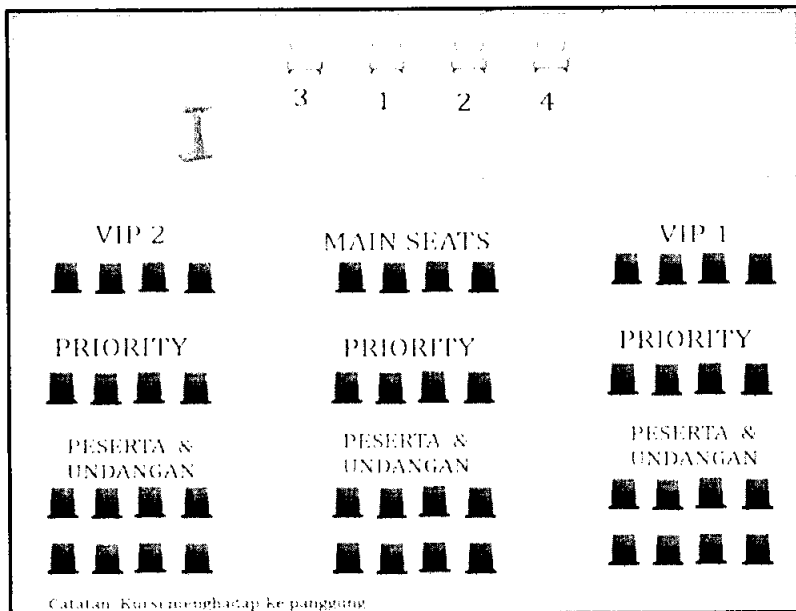 3 1 2 4
VIP 2
MAIN SEATS
VIP 1
PRIORITY
PRIORITY
PRIORITY
PESERTA &
UNDANGAN
PESERTA &
UNDANGAN
PESERTA &
UNDANGAN
Catatan: Kursi menghadap ke panggung